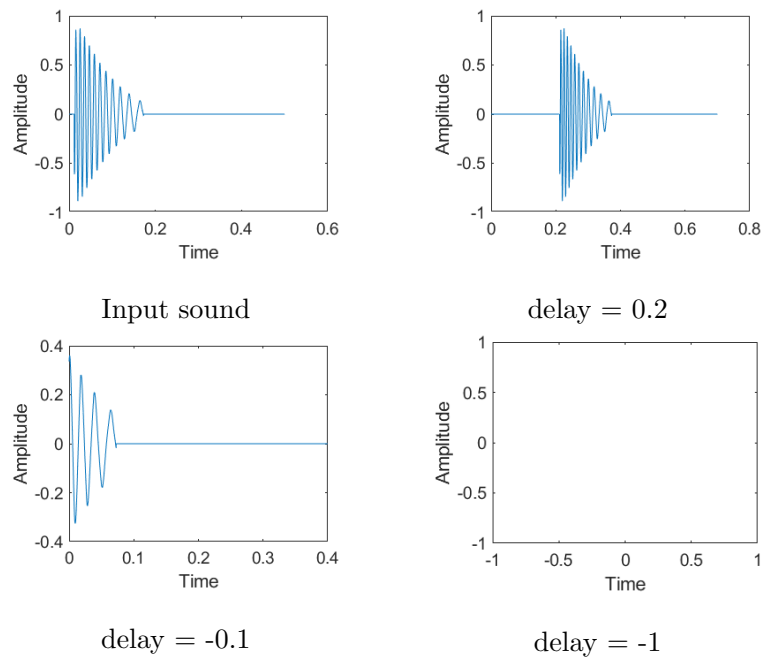 1
0.5
0
-0.5
-1
Amplitude
0 0.2 0.4 0.6
Time
Input sound
1
0.5
0
-0.5
-1
Amplitude
0 0.2 0.4 0.6 0.8
Time
delay = 0.2
0.4
0.2
0
-0.2
-0.4
Amplitude
0 0.1 0.2 0.3 0.4
Time
delay = -0.1
1
0.5
0
-0.5
-1
Amplitude
-1 -0.5 0 0.5 1
Time
delay = -1